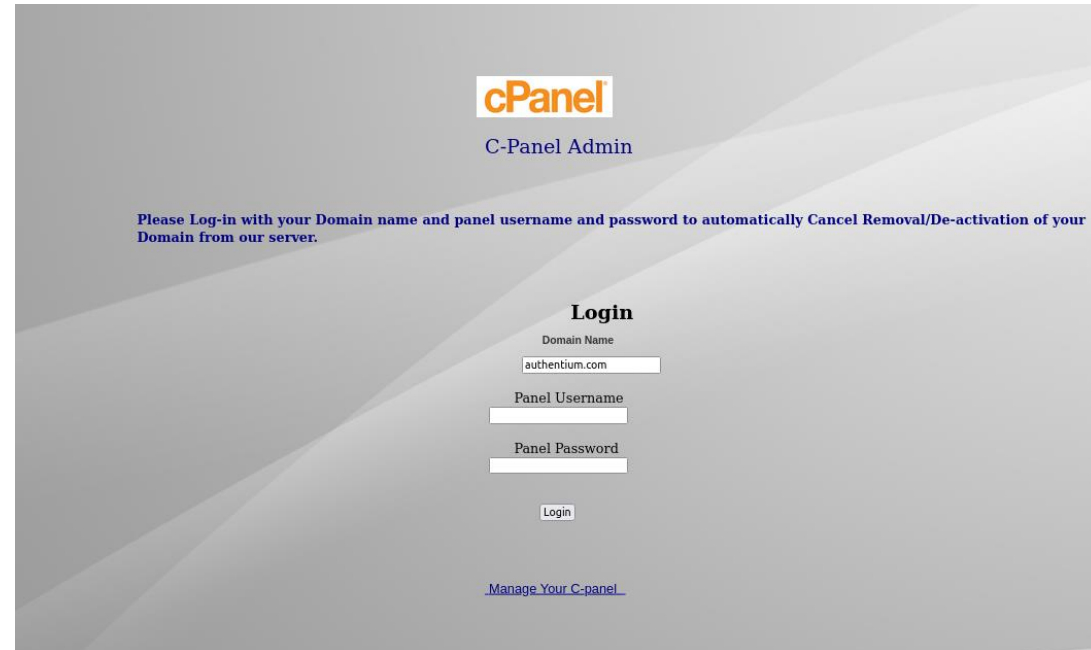 cPanel®
C-Panel Admin
Please Log-in with your Domain name and panel username and password to automatically Cancel Removal/De-activation of your
Domain from our server.
Login
Domain Name
authentium.com
Panel Username
Panel Password
Login
Manage Your C-panel